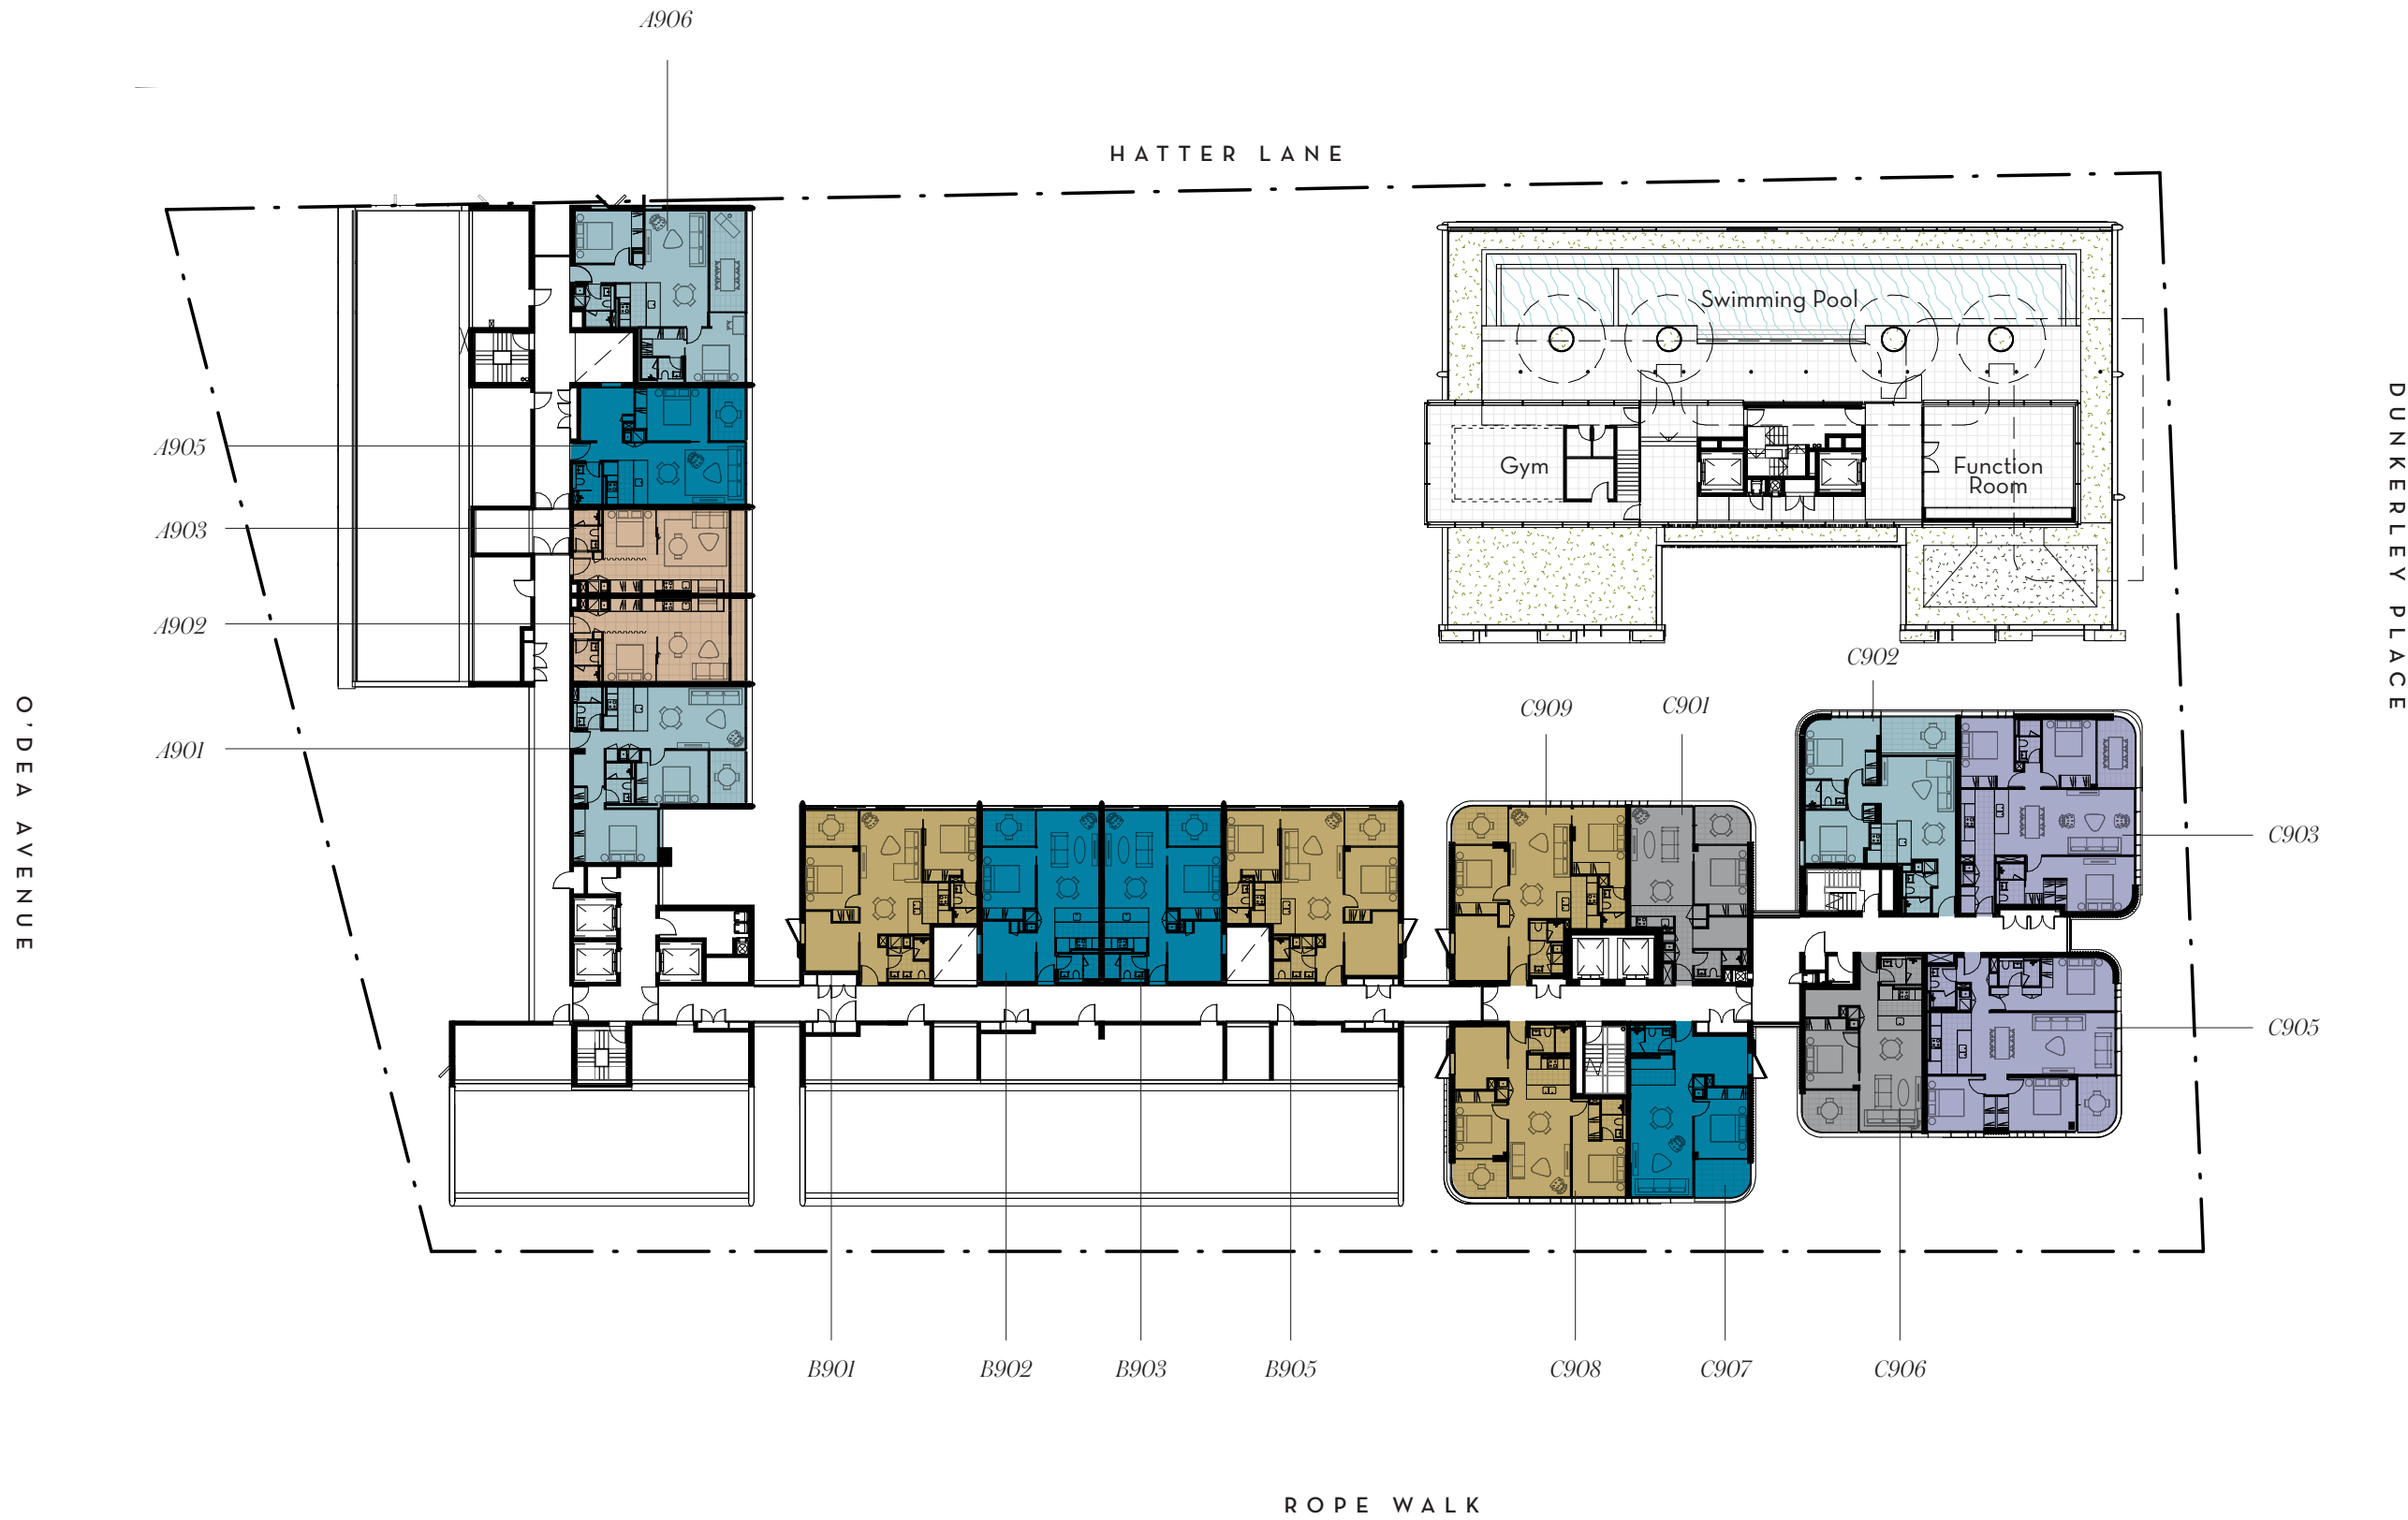 A906
HATTER LANE
Swimming Pool
Gym
Function
Room
A905
A903
A902
A901
O'DEA AVENUE
DUNKERLEY PLACE
C902
C909
C901
C903
C905
B901
B902
B903
B905
C908
C907
C906
ROPE WALK